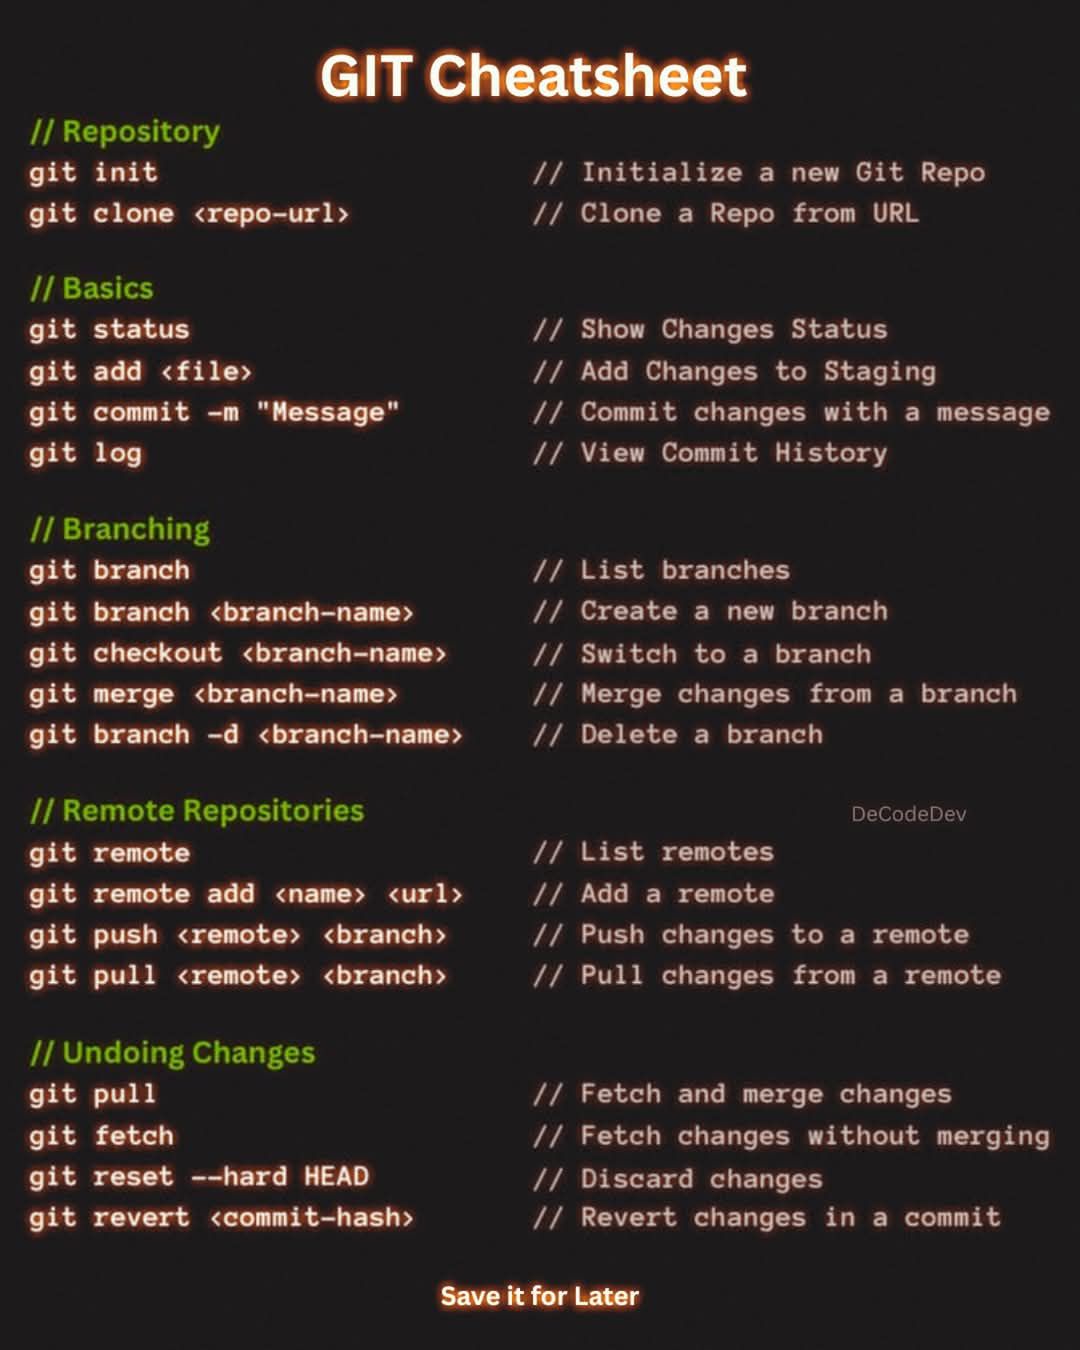 GIT Cheatsheet
// Repository
git init // Initialize a new Git Repo
git clone <repo-url> // Clone a Repo from URL
// Basics
git status // Show Changes Status
git add <file> // Add Changes to Staging
git commit -m "Message" // Commit changes with a message
git log // View Commit History
// Branching
git branch // List branches
git branch <branch-name> // Create a new branch
git checkout <branch-name> // Switch to a branch
git merge <branch-name> // Merge changes from a branch
git branch -d <branch-name> // Delete a branch
// Remote Repositories DeCodeDev
git remote // List remotes
git remote add <name> <url> // Add a remote
git push <remote> <branch> // Push changes to a remote
git pull <remote> <branch> // Pull changes from a remote
// Undoing Changes
git pull // Fetch and merge changes
git fetch // Fetch changes without merging
git reset --hard HEAD // Discard changes
git revert <commit-hash> // Revert changes in a commit
Save it for Later